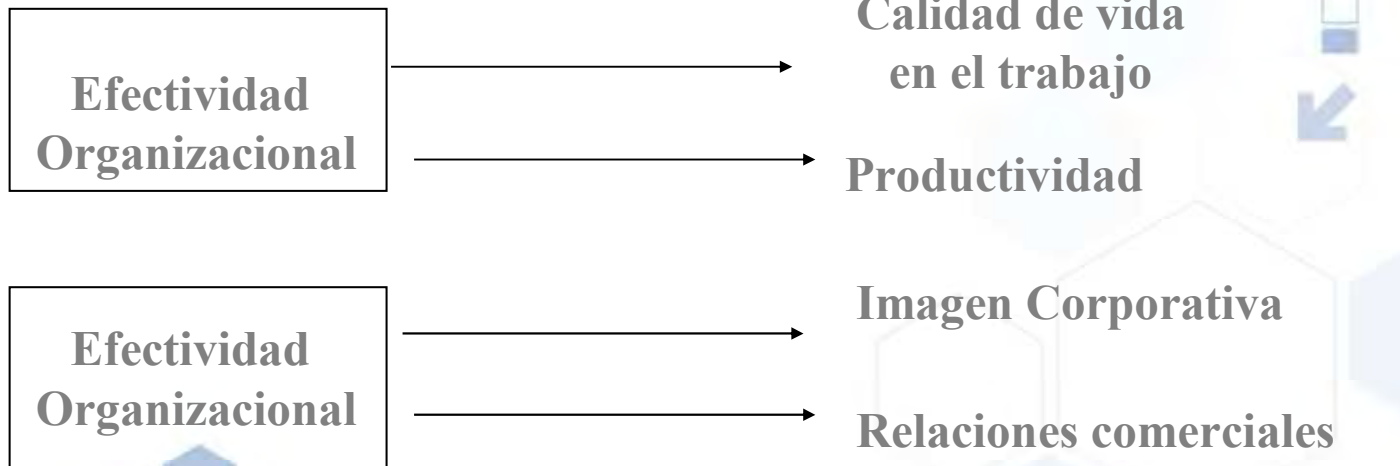 Calidad de vida
en el trabajo
Efectividad
Organizacional
Productividad
Imagen Corporativa
Efectividad
Organizacional
Relaciones comerciales